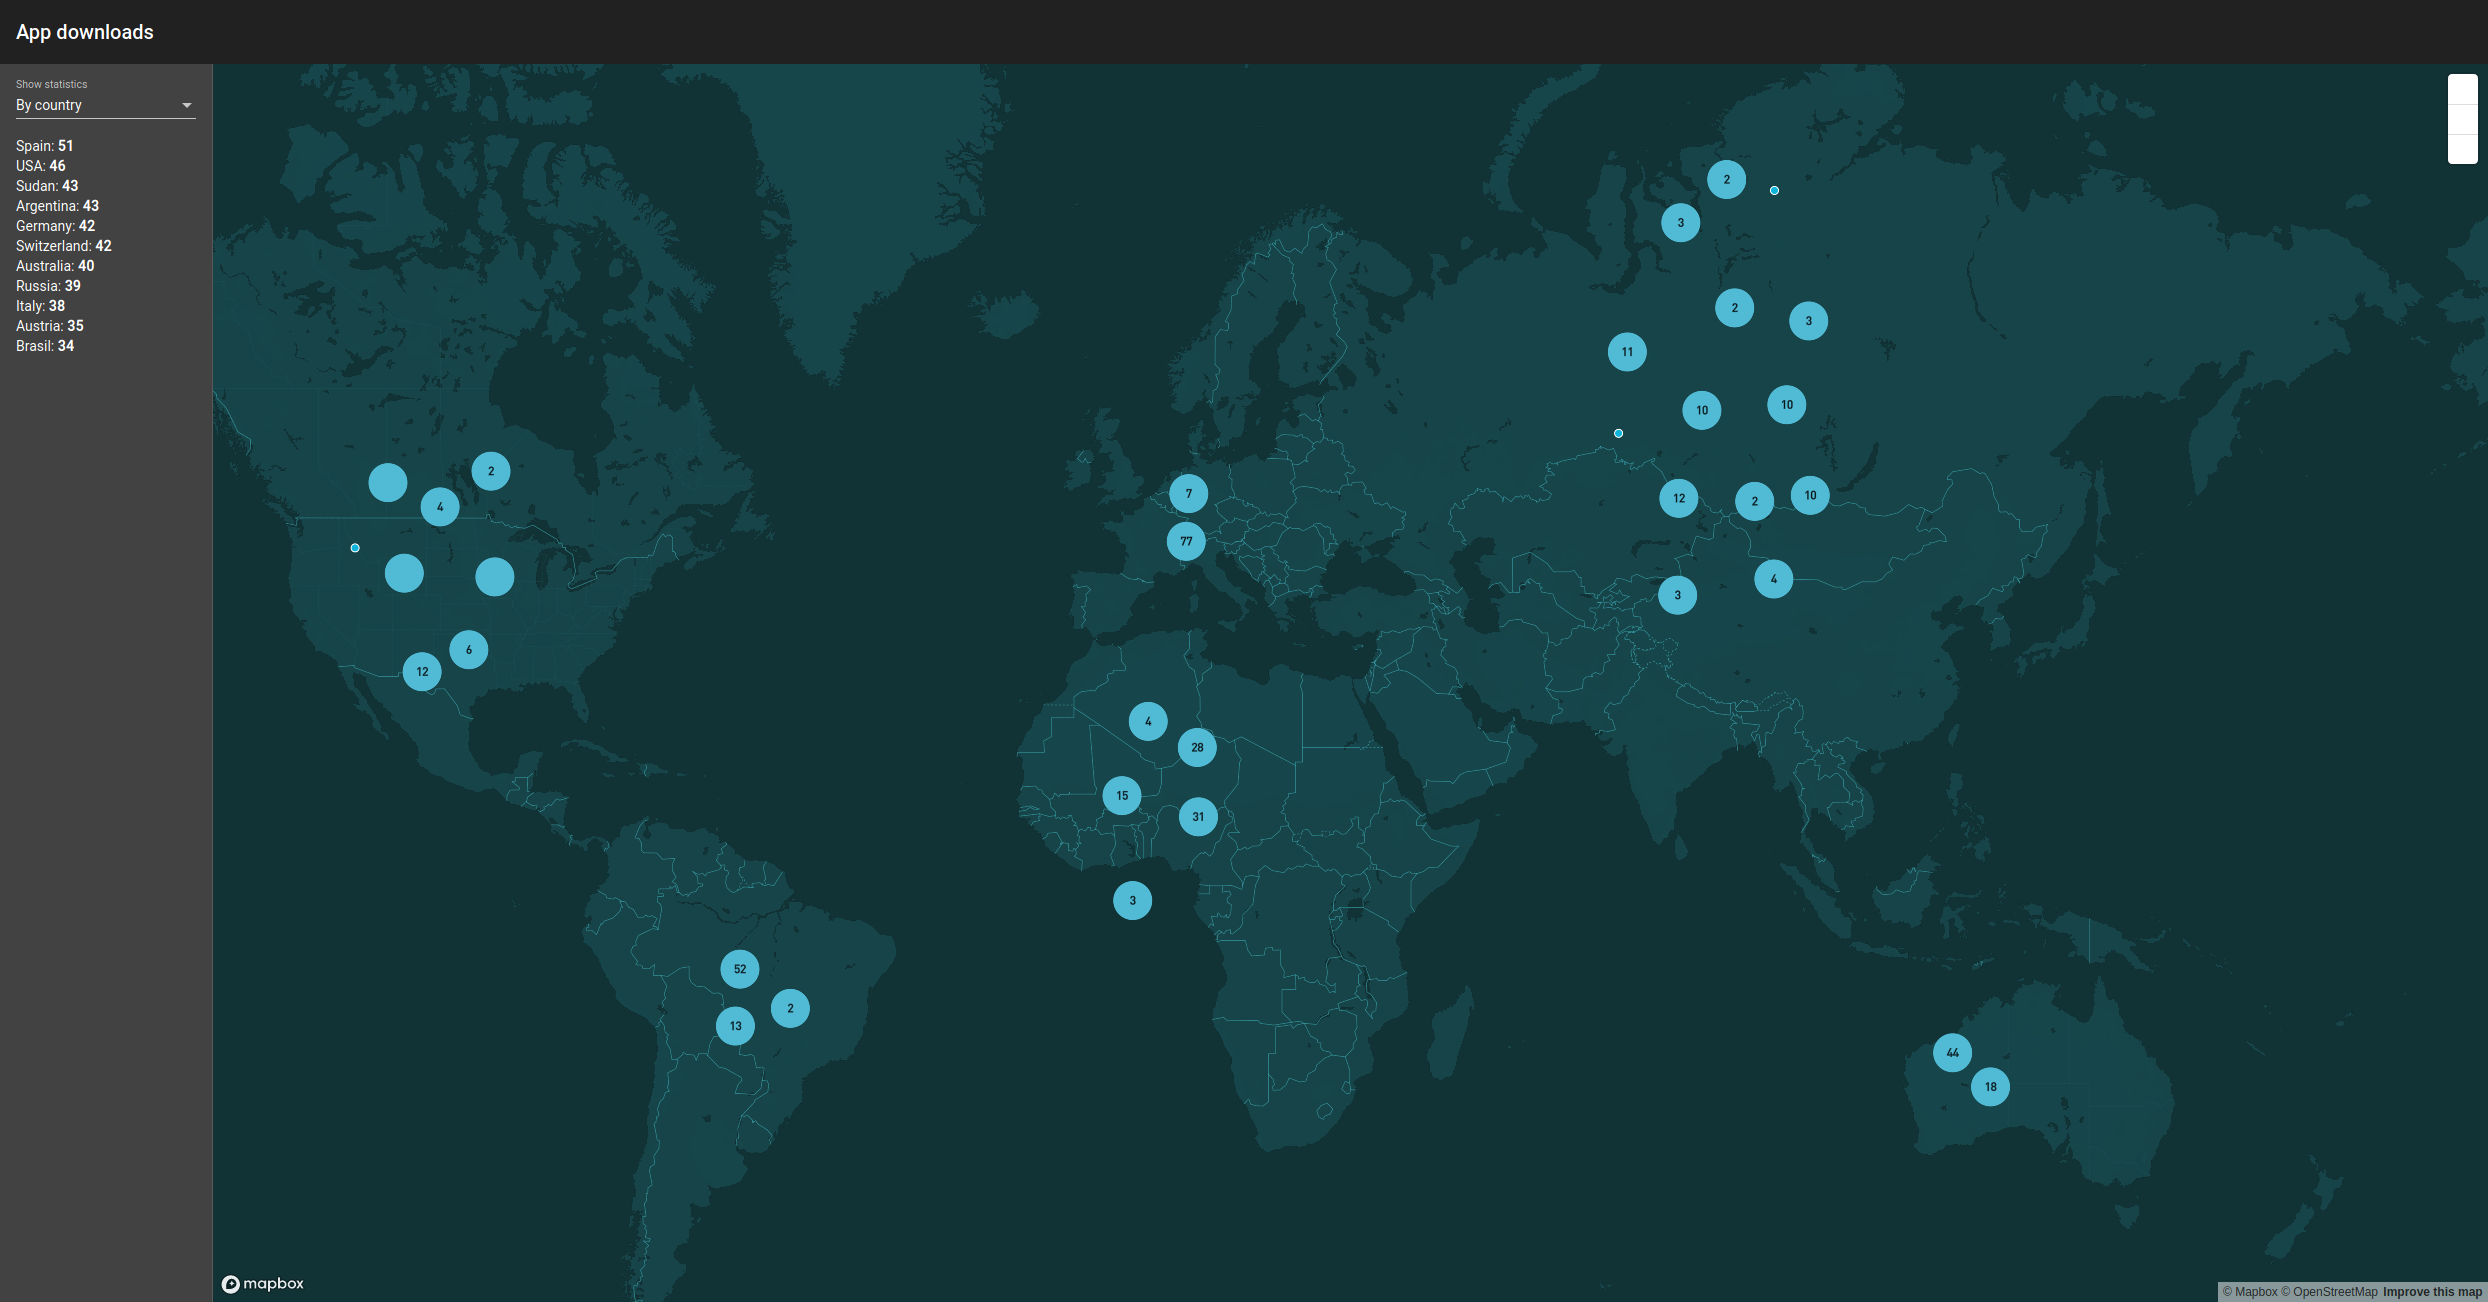 App downloads
Show statistics
By country
Spain: 51
USA: 46
Sudan: 43
Argentina: 43
Germany: 42
Switzerland: 42
Australia: 40
Russia: 39
Italy: 38
Austria: 35
Brasil: 34
2
3
2
3
11
10
10
2
4
7
12
2
10
77
4
3
6
12
4
28
15
31
3
52
2
13
44
18
mapbox
© Mapbox © OpenStreetMap Improve this map